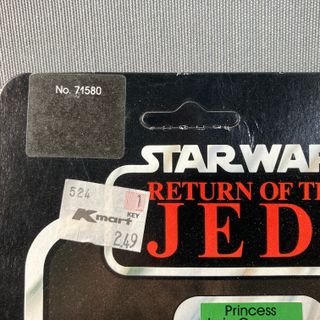 No. 71580
STAR WAR
RETURN OF TH
JED
524
1
KEY
Kmart
249
Princess